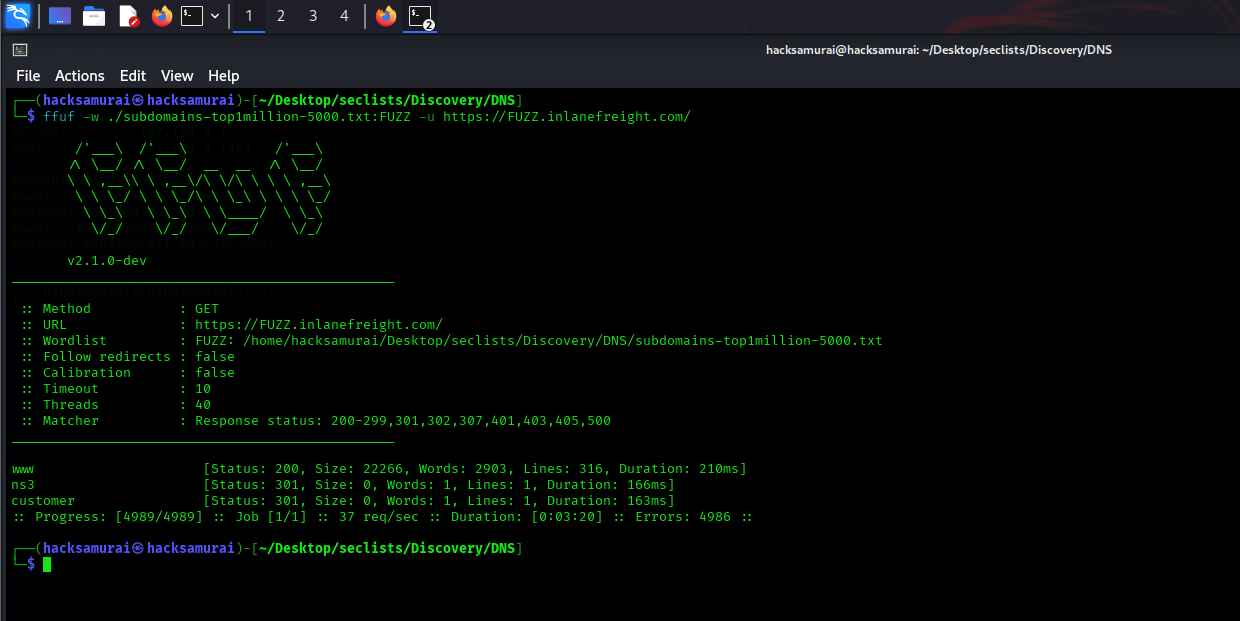 1 2 3 4 2
hacksamurai@hacksamurai: ~/Desktop/seclists/Discovery/DNS
File Actions Edit View Help
┌──(hacksamurai㉿hacksamurai)-[~/Desktop/seclists/Discovery/DNS]
└─$ ffuf -w ./subdomains-top1million-5000.txt:FUZZ -u https://FUZZ.inlanefreight.com/
/'___\ /'___\ /'___\
/\ \__/ /\ \__/ __ __ /\ \__/
\ \ ,__\\ \ ,__\/\ \/\ \ \ \ ,__\
\ \ \_/ \ \ \_/\ \ \_\ \ \ \ \_/
\ \_\ \ \_\ \ \____/ \ \_\
\/_/ \/_/ \/___/ \/_/
v2.1.0-dev
________________________________________________
:: Method : GET
:: URL : https://FUZZ.inlanefreight.com/
:: Wordlist : FUZZ: /home/hacksamurai/Desktop/seclists/Discovery/DNS/subdomains-top1million-5000.txt
:: Follow redirects : false
:: Calibration : false
:: Timeout : 10
:: Threads : 40
:: Matcher : Response status: 200-299,301,302,307,401,403,405,500
________________________________________________
www [Status: 200, Size: 22266, Words: 2903, Lines: 316, Duration: 210ms]
ns3 [Status: 301, Size: 0, Words: 1, Lines: 1, Duration: 166ms]
customer [Status: 301, Size: 0, Words: 1, Lines: 1, Duration: 163ms]
:: Progress: [4989/4989] :: Job [1/1] :: 37 req/sec :: Duration: [0:03:20] :: Errors: 4986 ::
┌──(hacksamurai㉿hacksamurai)-[~/Desktop/seclists/Discovery/DNS]
└─$